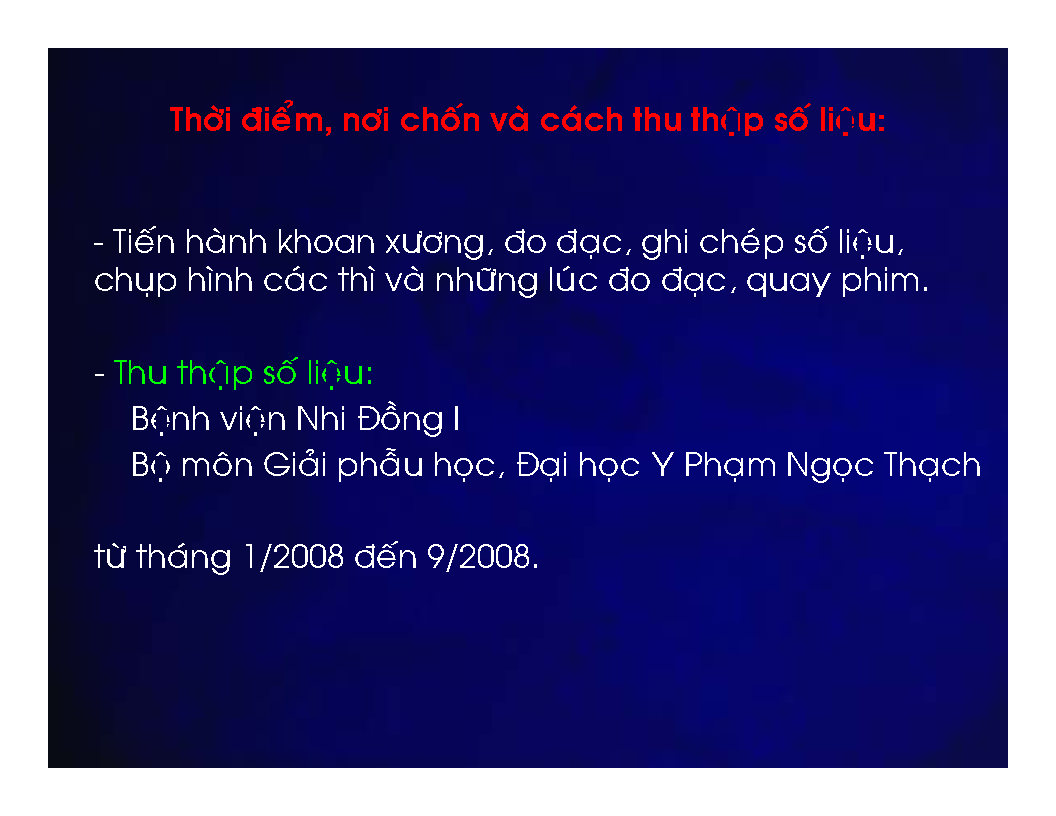 Thời điểm, nơi chốn và cách thu thập số liệu:
- Tiến hành khoan xương, đo đạc, ghi chép số liệu,
chụp hình các thì và những lúc đo đạc, quay phim.
- Thu thập số liệu:
Bệnh viện Nhi Đồng I
Bộ môn Giải phẫu học, Đại học Y Phạm Ngọc Thạch
từ tháng 1/2008 đến 9/2008.